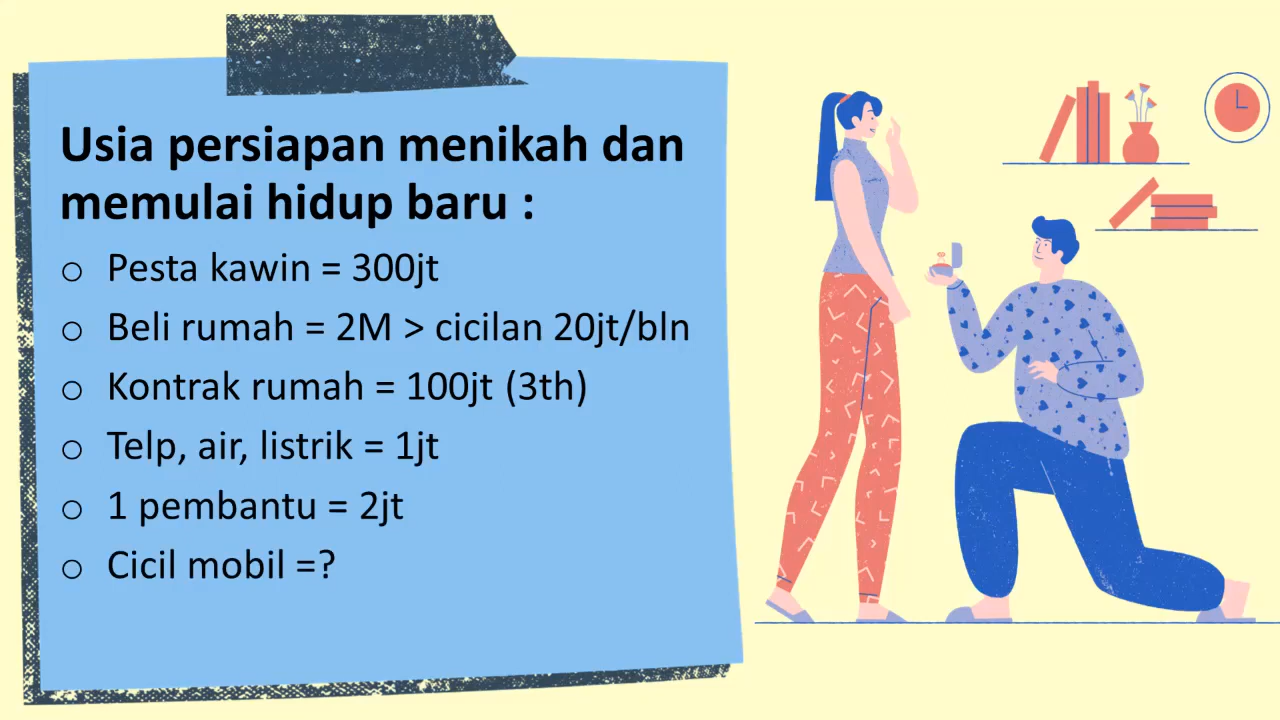 Usia persiapan menikah dan
memulai hidup baru :
o Pesta kawin = 300jt
o Beli rumah = 2M > cicilan 20jt/bln
o Kontrak rumah = 100jt (3th)
o Telp, air, listrik = 1jt
o 1 pembantu = 2jt
o Cicil mobil =?